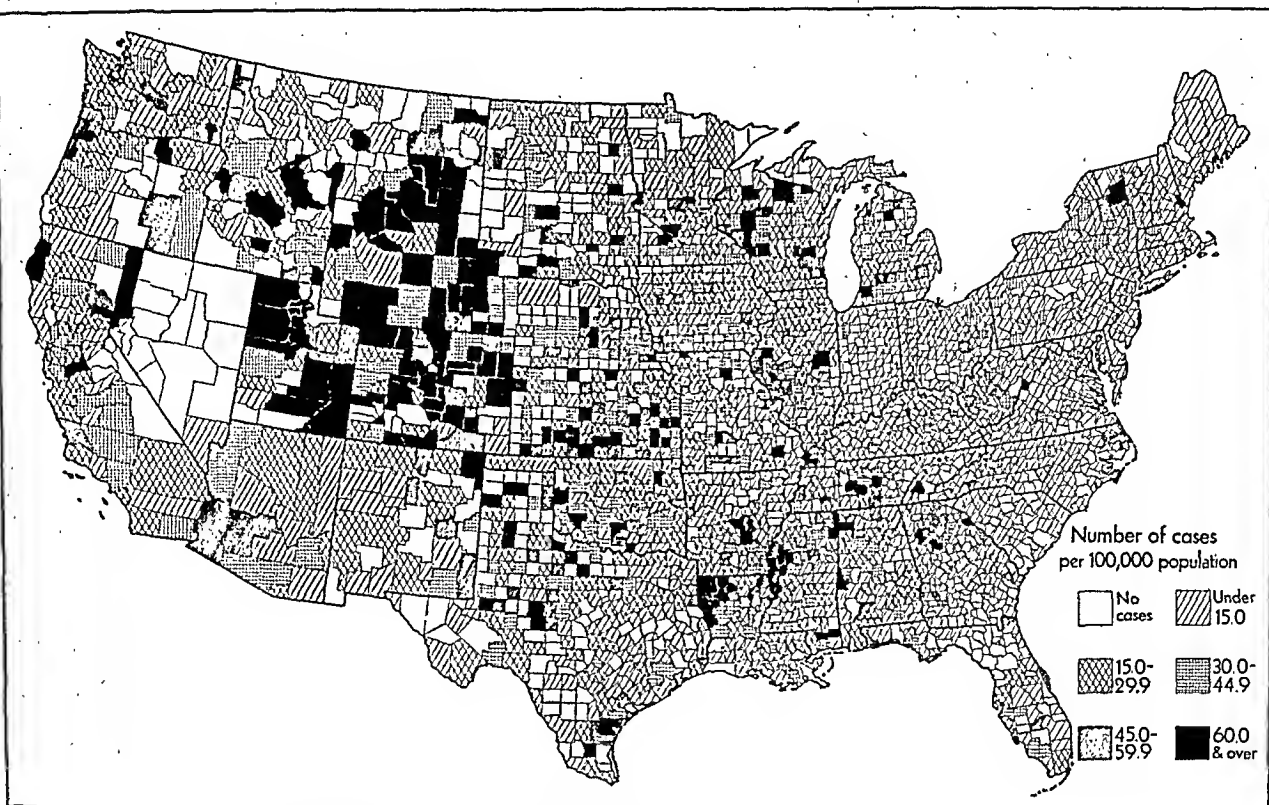 Number of cases
per 100,000 population
No
cases
Under
15.0
15.0-
29.9
30.0-
44.9
45.0-
59.9
60.0
& over